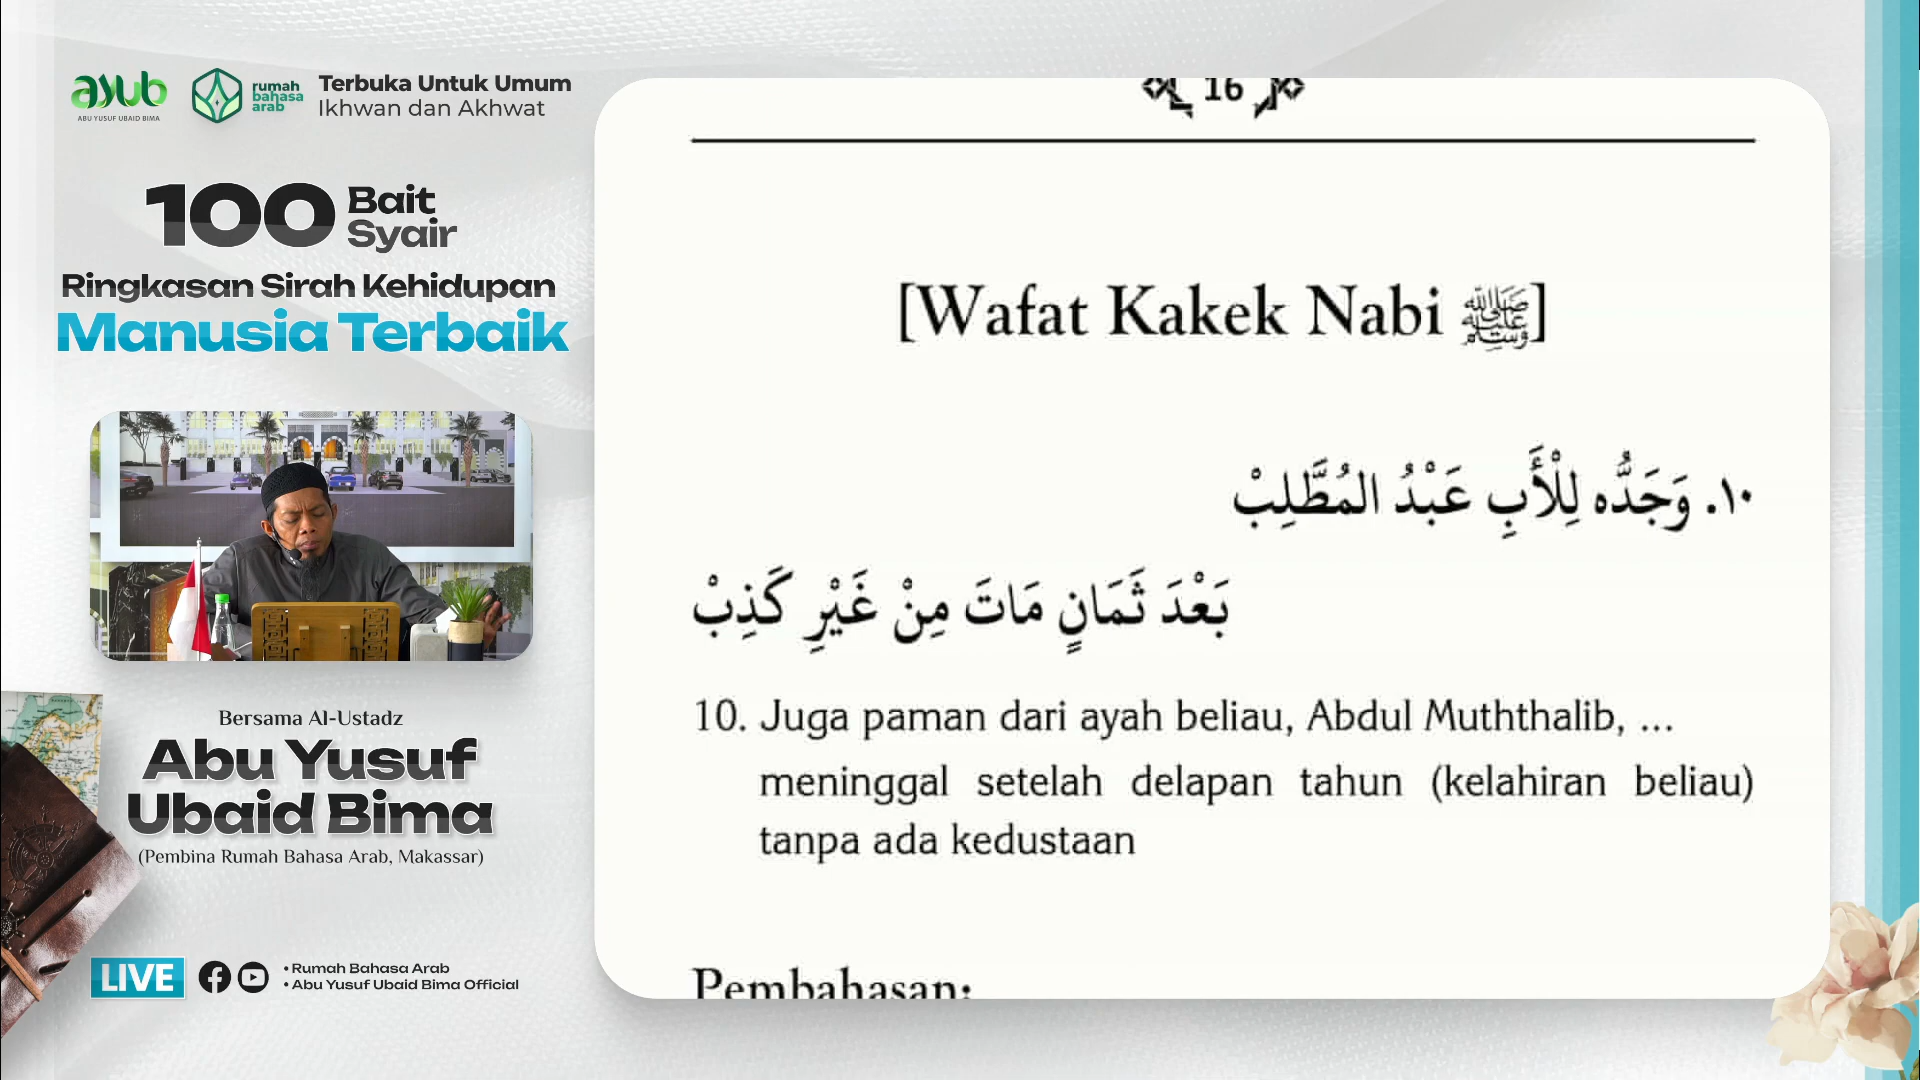 ayub
ABU YUSUF UBAID BIMA
rumah
bahasa
arab
Terbuka Untuk Umum
Ikhwan dan Akhwat
100 Bait
Syair
Ringkasan Sirah Kehidupan
Manusia Terbaik
Bersama Al-Ustadz
Abu Yusuf
Ubaid Bima
(Pembina Rumah Bahasa Arab, Makassar)
LIVE
• Rumah Bahasa Arab
• Abu Yusuf Ubaid Bima Official
16
[Wafat Kakek Nabi ﷺ]
١٠. وَجَدُّه لِلْأَبِ عَبْدُ المُطَّلِبْ
بَعْدَ ثَمَانٍ مَاتَ مِنْ غَيْرِ كَذِبْ
10. Juga paman dari ayah beliau, Abdul Muththalib, ...
meninggal setelah delapan tahun (kelahiran beliau)
tanpa ada kedustaan
Pembahasan: